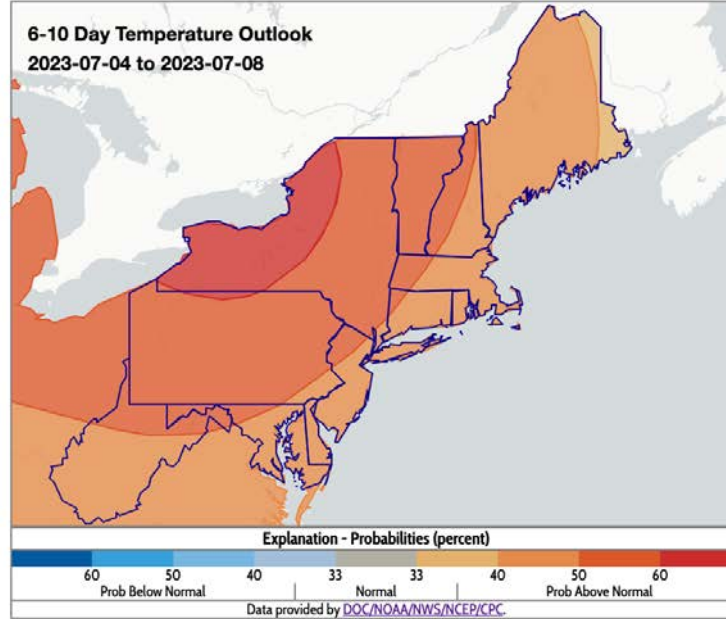 6-10 Day Temperature Outlook
2023-07-04 to 2023-07-08
Explanation - Probabilities (percent)
60 50 40 33 33 40 50 60
Prob Below Normal | Normal | Prob Above Normal
Data provided by DOC/NOAA/NWS/NCEP/CPC.